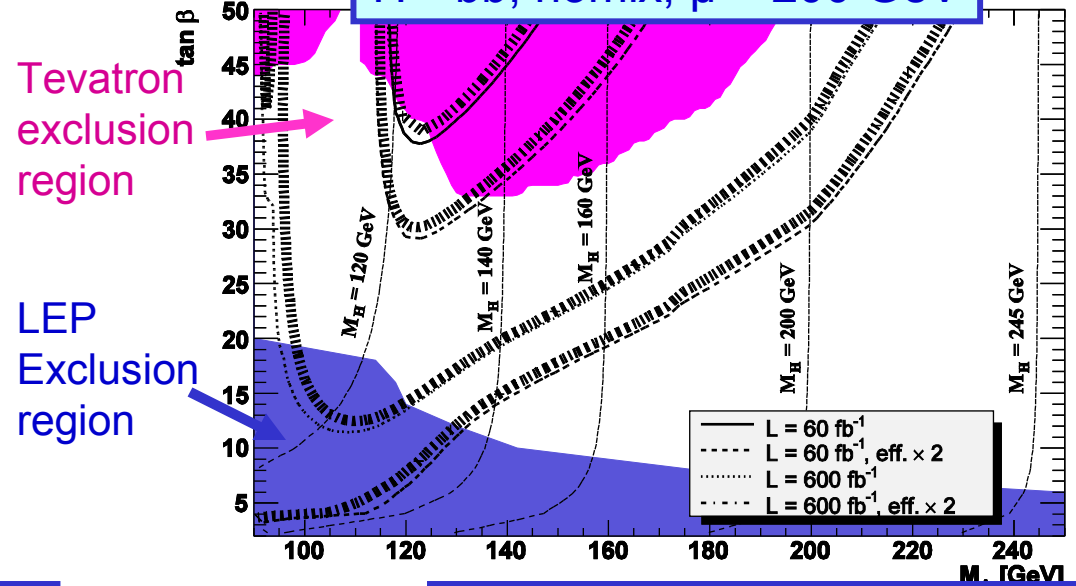 50
45
40
35
30
25
20
15
10
5
tan β
Tevatron
exclusion
region
LEP
Exclusion
region
M_H = 120 GeV
M_H = 140 GeV
M_H = 160 GeV
M_H = 200 GeV
M_H = 245 GeV
L = 60 fb⁻¹
L = 60 fb⁻¹, eff. × 2
L = 600 fb⁻¹
L = 600 fb⁻¹, eff. × 2
100 120 140 160 180 200 220 240
[GeV]